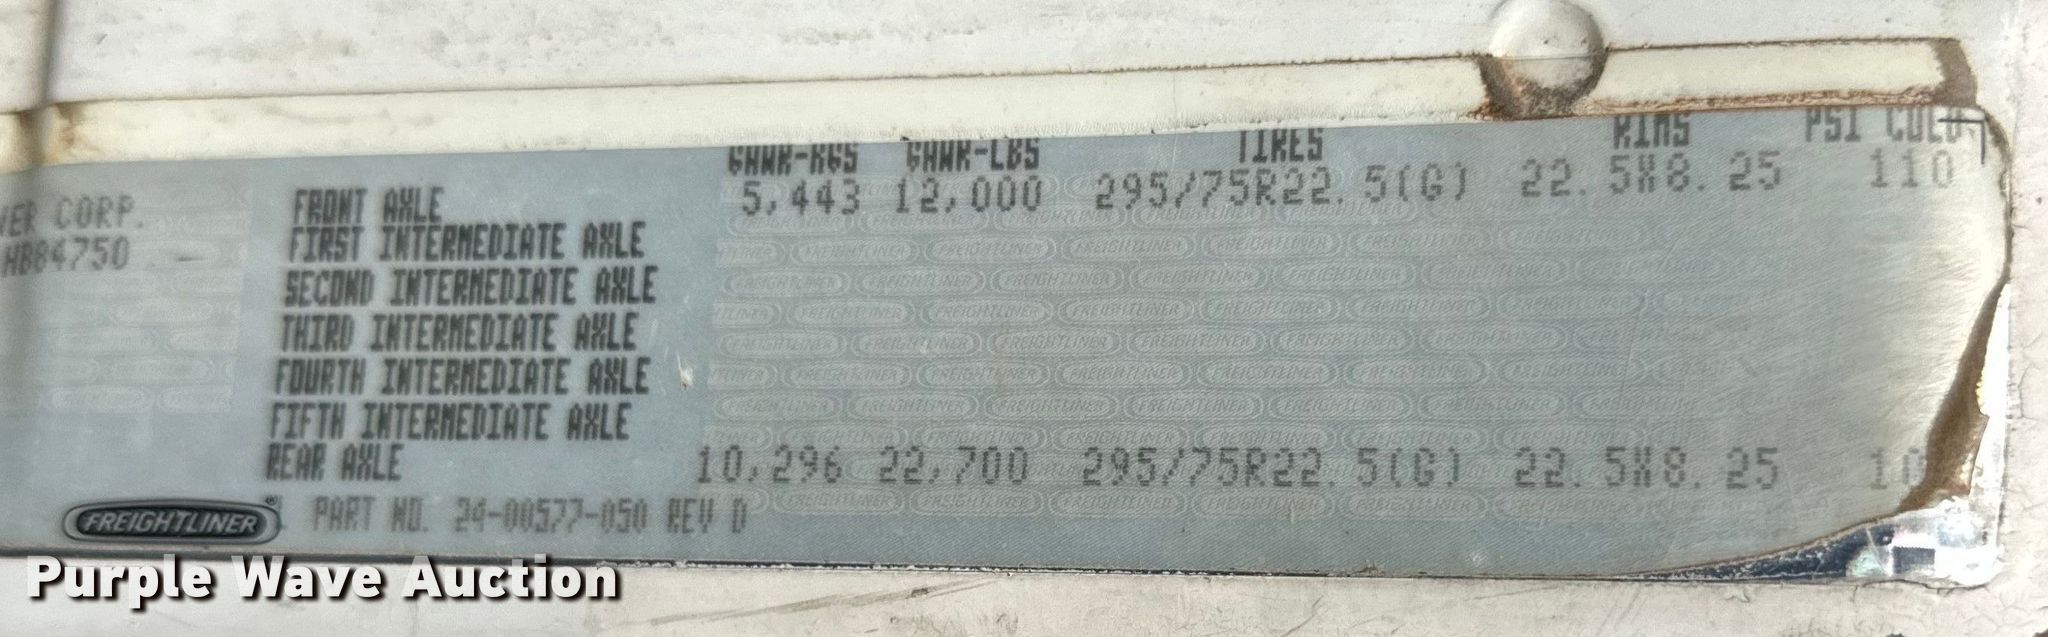 GAWR-KGS GAWR-LBS TIRES RIMS PSI COLD
FRONT AXLE 5,443 12,000 295/75R22.5(G) 22.5X8.25 110
VER CORP.
FIRST INTERMEDIATE AXLE
HB84750
SECOND INTERMEDIATE AXLE
THIRD INTERMEDIATE AXLE
FOURTH INTERMEDIATE AXLE
FIFTH INTERMEDIATE AXLE
REAR AXLE 10,296 22,700 295/75R22.5(G) 22.5X8.25 10
FREIGHTLINER® PART NO. 24-00577-050 REV D
Purple Wave Auction